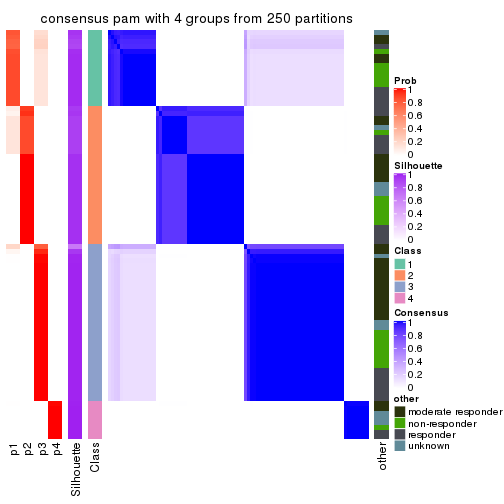 consensus pam with 4 groups from 250 partitions
Prob
1
0.8
0.6
0.4
0.2
0
Silhouette
1
0.8
0.6
0.4
0.2
0
Class
1
2
3
4
Consensus
1
0.8
0.6
0.4
0.2
0
other
moderate responder
non-responder
responder
unknown
p1
p2
p3
p4
Silhouette
Class
other